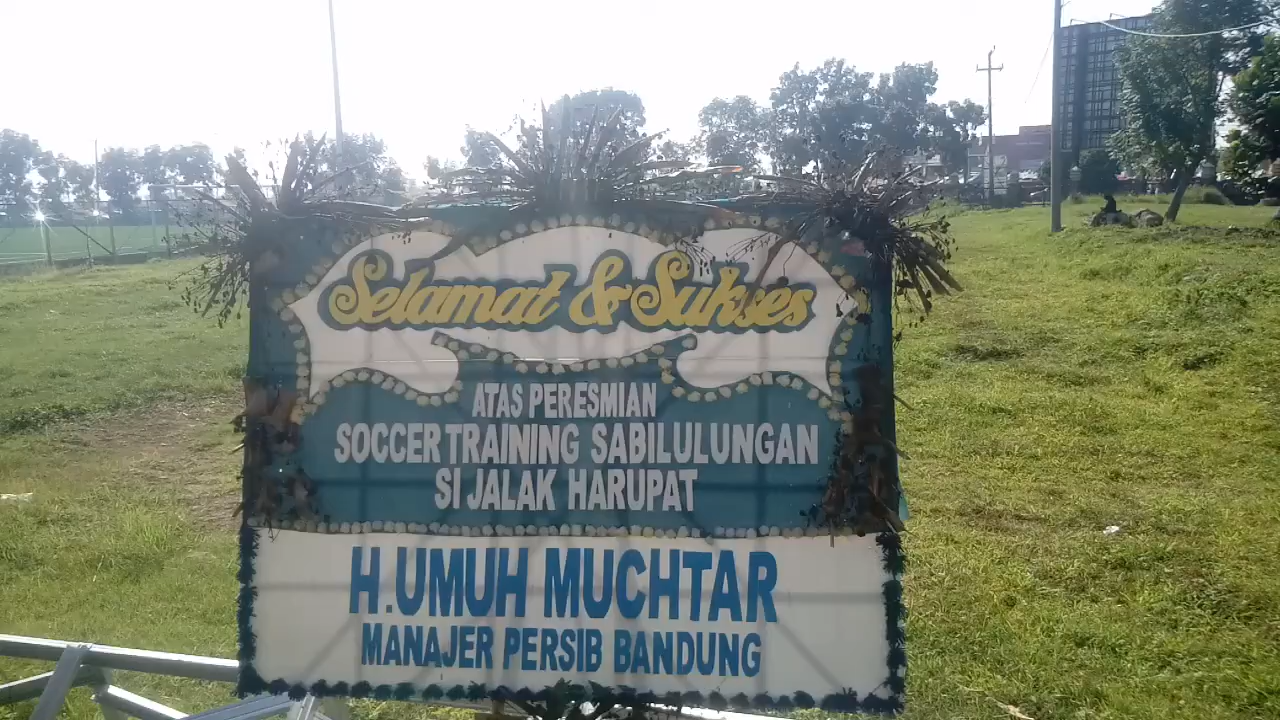 Selamat & Sukses
ATAS PERESMIAN
SOCCER TRAINING SABILULUNGAN
SI JALAK HARUPAT
H.UMUH MUCHTAR
MANAJER PERSIB BANDUNG